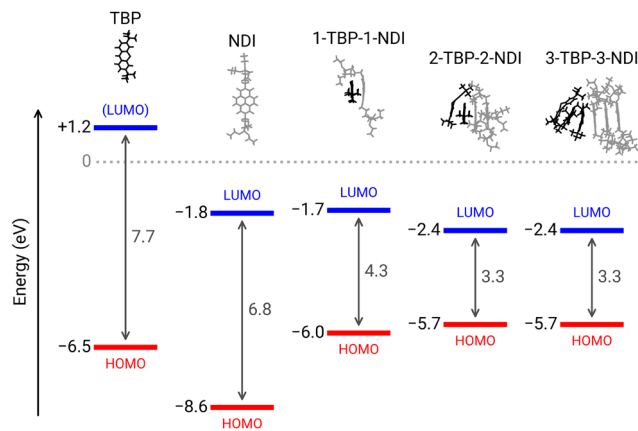 TBP
NDI
1-TBP-1-NDI
2-TBP-2-NDI
3-TBP-3-NDI
Energy (eV)
(LUMO)
+1.2
0
7.7
−6.5
HOMO
LUMO
−1.8
6.8
−8.6
HOMO
LUMO
−1.7
4.3
−6.0
HOMO
LUMO
−2.4
3.3
−5.7
HOMO
LUMO
−2.4
3.3
−5.7
HOMO